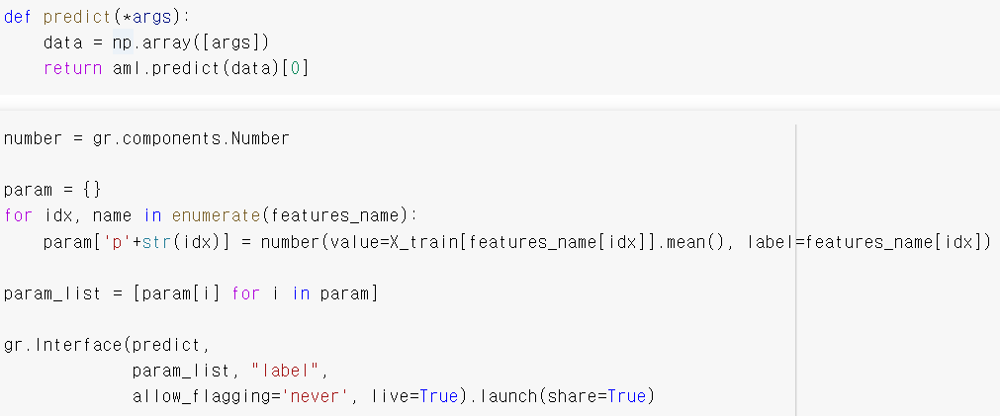 def predict(*args):
    data = np.array([args])
    return aml.predict(data)[0]
number = gr.components.Number
param = {}
for idx, name in enumerate(features_name):
    param['p'+str(idx)] = number(value=X_train[features_name[idx]].mean(), label=features_name[idx])
param_list = [param[i] for i in param]
gr.Interface(predict,
             param_list, "label",
             allow_flagging='never', live=True).launch(share=True)